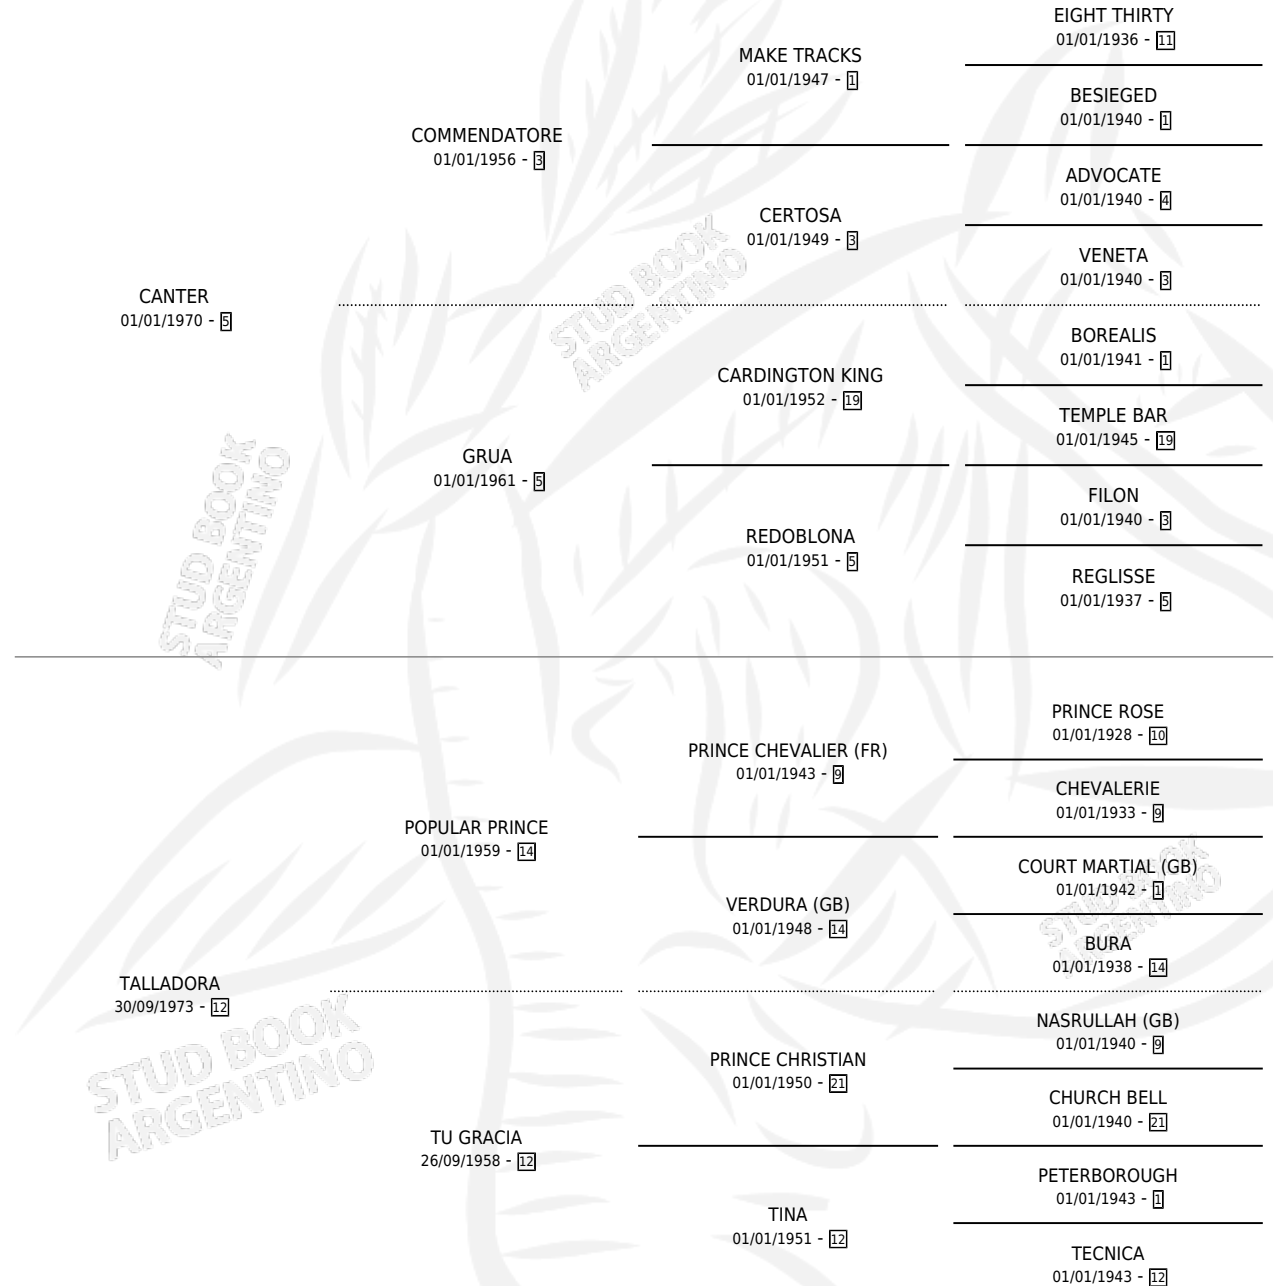 EIGHT THIRTY
01/01/1936 - 11
MAKE TRACKS
01/01/1947 - 1
BESIEGED
01/01/1940 - 1
COMMENDATORE
01/01/1956 - 3
ADVOCATE
01/01/1940 - 4
CERTOSA
01/01/1949 - 3
VENETA
01/01/1940 - 3
CANTER
01/01/1970 - 5
BOREALIS
01/01/1941 - 1
CARDINGTON KING
01/01/1952 - 19
TEMPLE BAR
01/01/1945 - 19
GRUA
01/01/1961 - 5
FILON
01/01/1940 - 3
REDOBLONA
01/01/1951 - 5
REGLISSE
01/01/1937 - 5
PRINCE ROSE
01/01/1928 - 10
PRINCE CHEVALIER (FR)
01/01/1943 - 9
CHEVALERIE
01/01/1933 - 9
POPULAR PRINCE
01/01/1959 - 14
COURT MARTIAL (GB)
01/01/1942 - 1
VERDURA (GB)
01/01/1948 - 14
BURA
01/01/1938 - 14
TALLADORA
30/09/1973 - 12
NASRULLAH (GB)
01/01/1940 - 9
PRINCE CHRISTIAN
01/01/1950 - 21
CHURCH BELL
01/01/1940 - 21
TU GRACIA
26/09/1958 - 12
PETERBOROUGH
01/01/1943 - 1
TINA
01/01/1951 - 12
TECNICA
01/01/1943 - 12
STUD BOOK
ARGENTINO
STUD BOOK
ARGENTINO
STUD BOOK
ARGENTINO
STUD BOOK
ARGENTINO